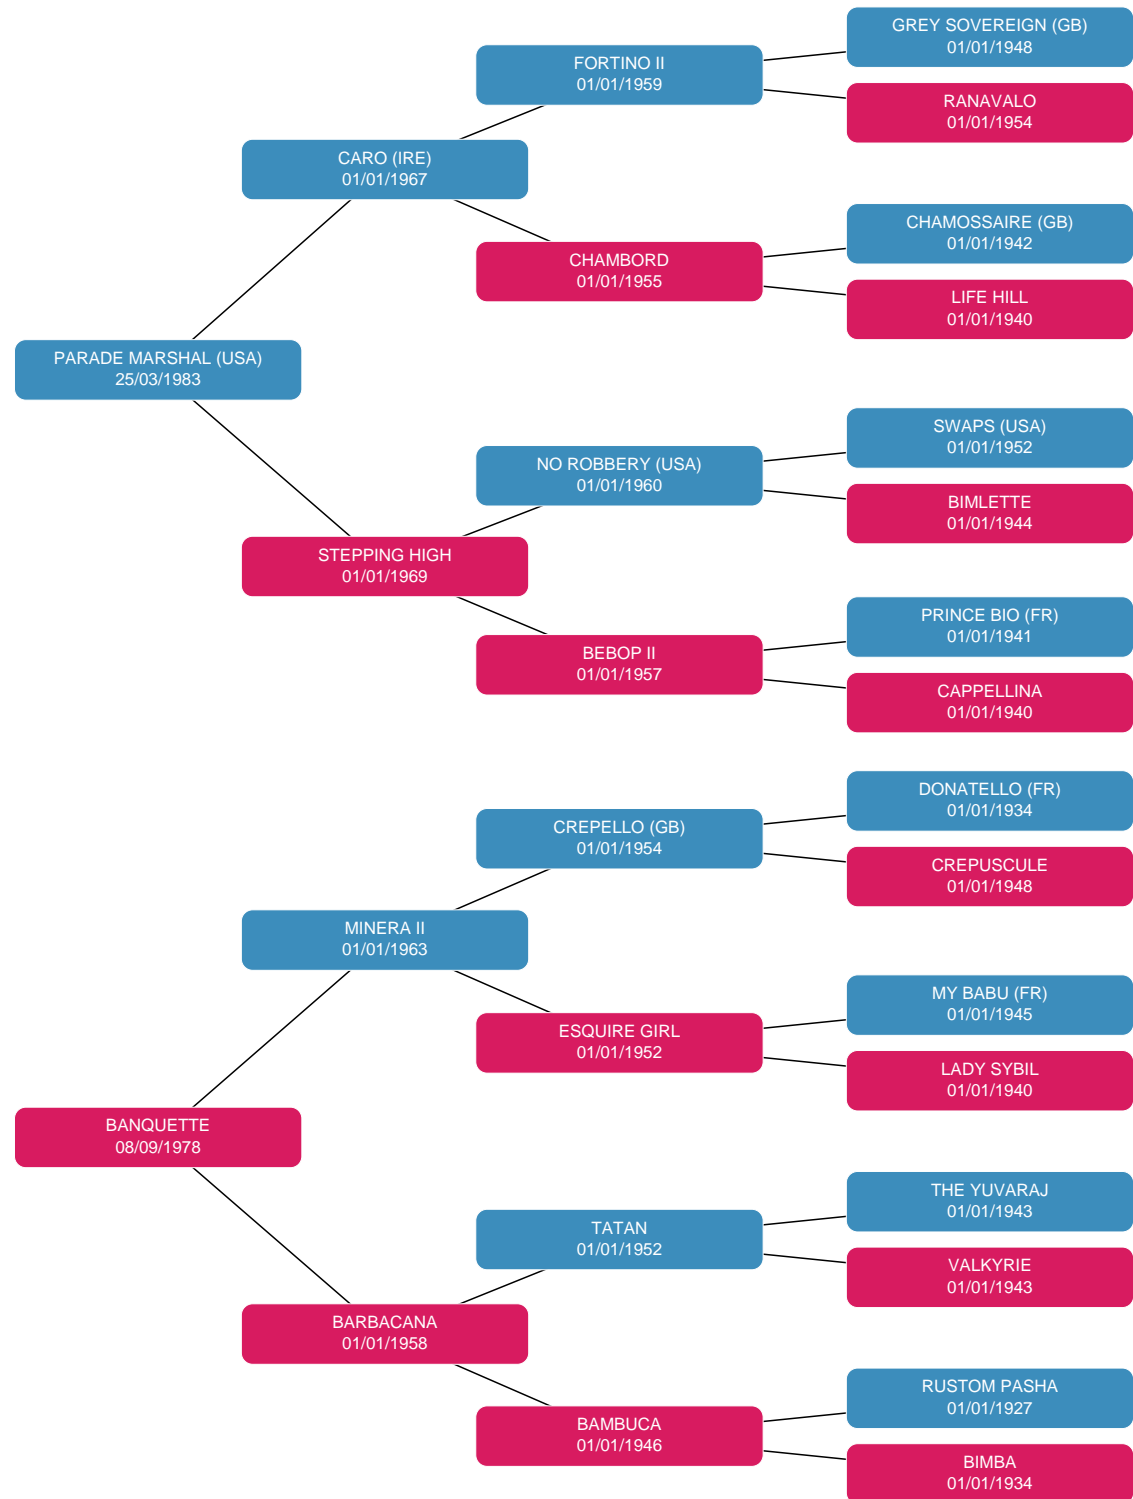 GREY SOVEREIGN (GB)
01/01/1948
FORTINO II
01/01/1959
RANAVALO
01/01/1954
CARO (IRE)
01/01/1967
CHAMOSSAIRE (GB)
01/01/1942
CHAMBORD
01/01/1955
LIFE HILL
01/01/1940
PARADE MARSHAL (USA)
25/03/1983
SWAPS (USA)
01/01/1952
NO ROBBERY (USA)
01/01/1960
BIMLETTE
01/01/1944
STEPPING HIGH
01/01/1969
PRINCE BIO (FR)
01/01/1941
BEBOP II
01/01/1957
CAPPELLINA
01/01/1940
DONATELLO (FR)
01/01/1934
CREPELLO (GB)
01/01/1954
CREPUSCULE
01/01/1948
MINERA II
01/01/1963
MY BABU (FR)
01/01/1945
ESQUIRE GIRL
01/01/1952
LADY SYBIL
01/01/1940
BANQUETTE
08/09/1978
THE YUVARAJ
01/01/1943
TATAN
01/01/1952
VALKYRIE
01/01/1943
BARBACANA
01/01/1958
RUSTOM PASHA
01/01/1927
BAMBUCA
01/01/1946
BIMBA
01/01/1934